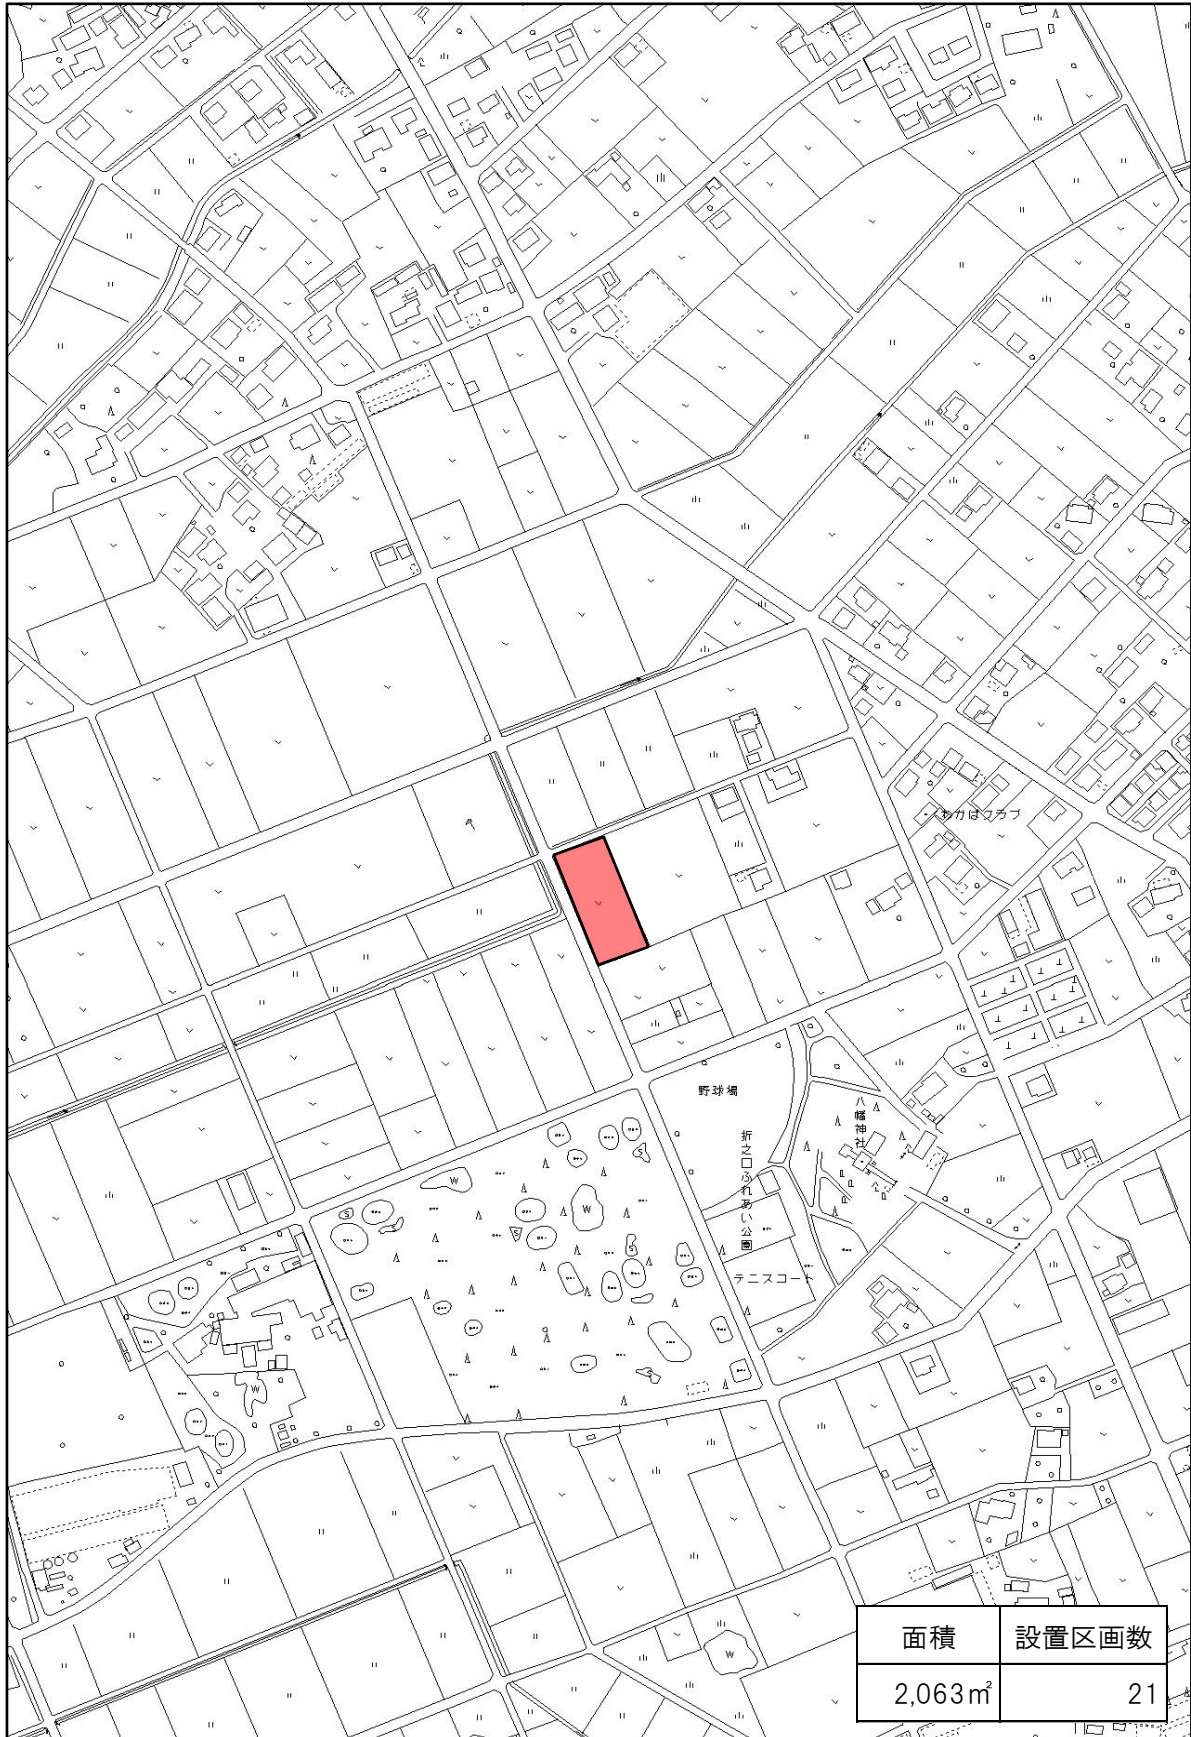 わかばクラブ
野球場
八幡神社
折之口ふれあい公園
テニスコート
面積 設置区画数
2,063㎡ 21